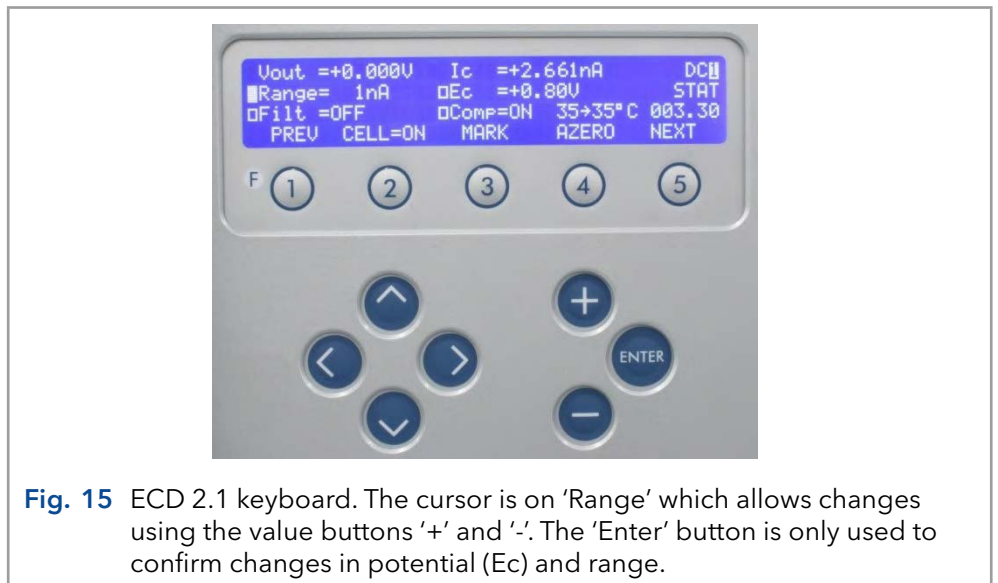 Vout =+0.000V Ic =+2.661nA DC1
Range= 1nA Ec =+0.80V STAT
Filt =OFF Comp=ON 35→35°C 003.30
PREV CELL=ON MARK AZERO NEXT
F 1 2 3 4 5
+
ENTER
-
Fig. 15 ECD 2.1 keyboard. The cursor is on ‘Range’ which allows changes
using the value buttons ‘+’ and ‘-’. The ‘Enter’ button is only used to
confirm changes in potential (Ec) and range.